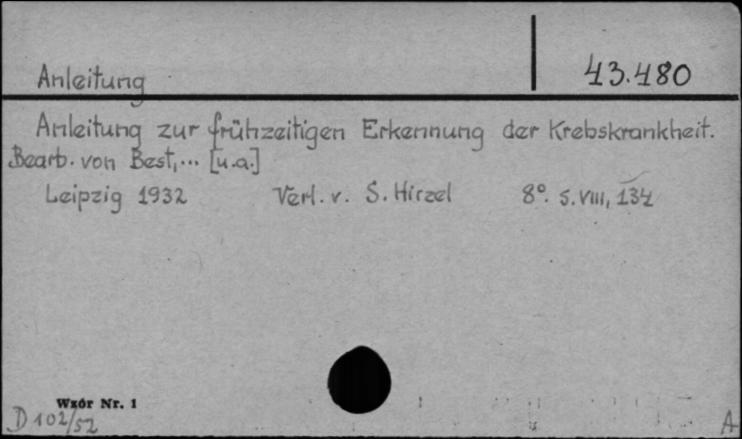 Anleitung
43.480
Anleitung zur frühzeitigen Erkennung der Krebskrankheit.
Bearb. von Best,... [u.a.]
Leipzig 1932 Verl. v. S. Hirzel 8°. s. VIII, 134
Wzór Nr. 1
D 102/52
A